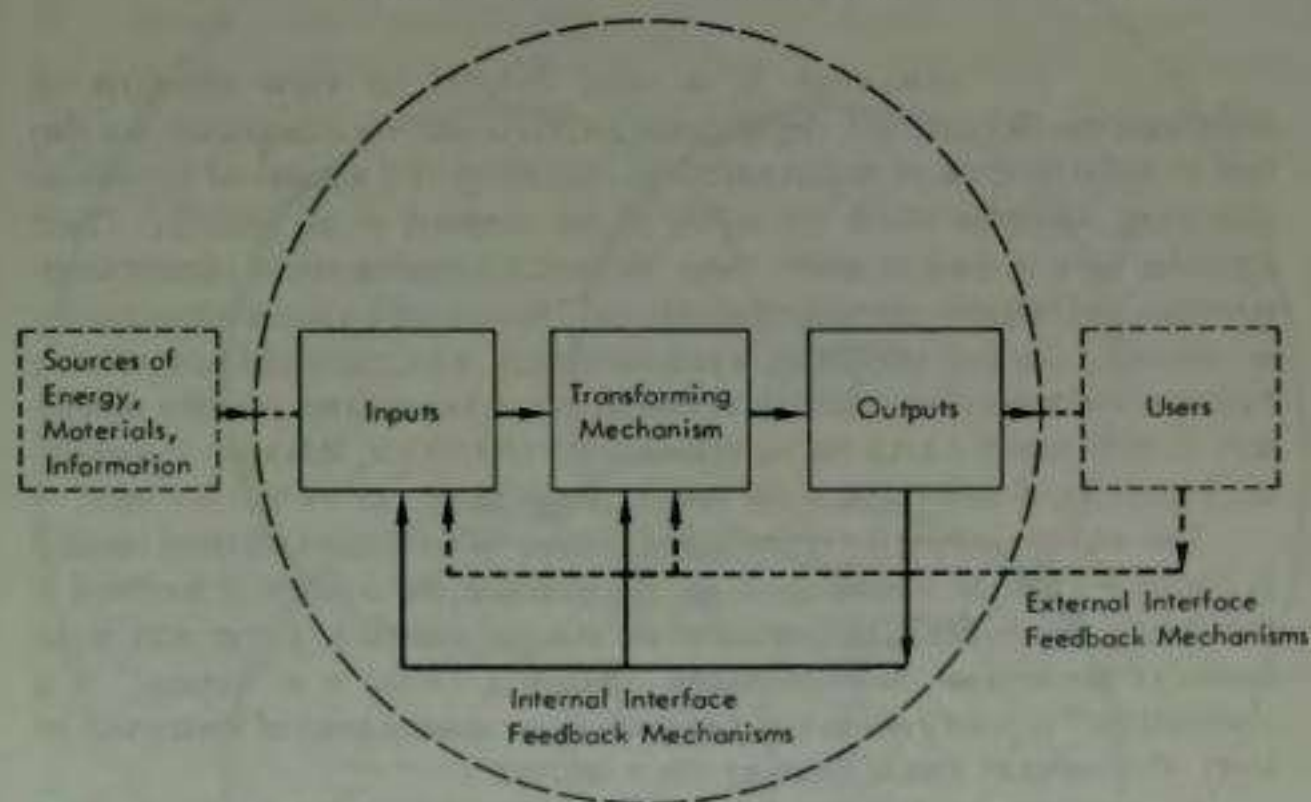 Sources of
Energy,
Materials,
Information
Inputs
Transforming
Mechanism
Outputs
Users
External Interface
Feedback Mechanisms
Internal Interface
Feedback Mechanisms